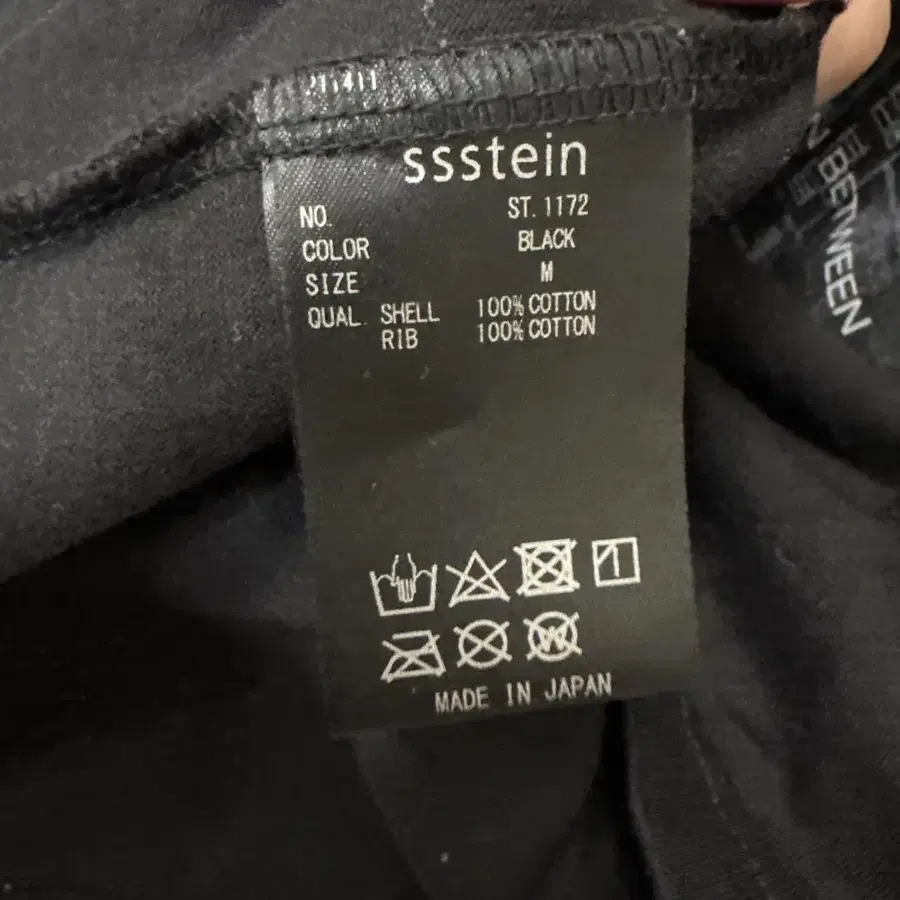 ssstein
NO. ST. 1172
COLOR BLACK
SIZE M
QUAL. SHELL 100% COTTON
RIB 100% COTTON
W
MADE IN JAPAN
BETWEEN